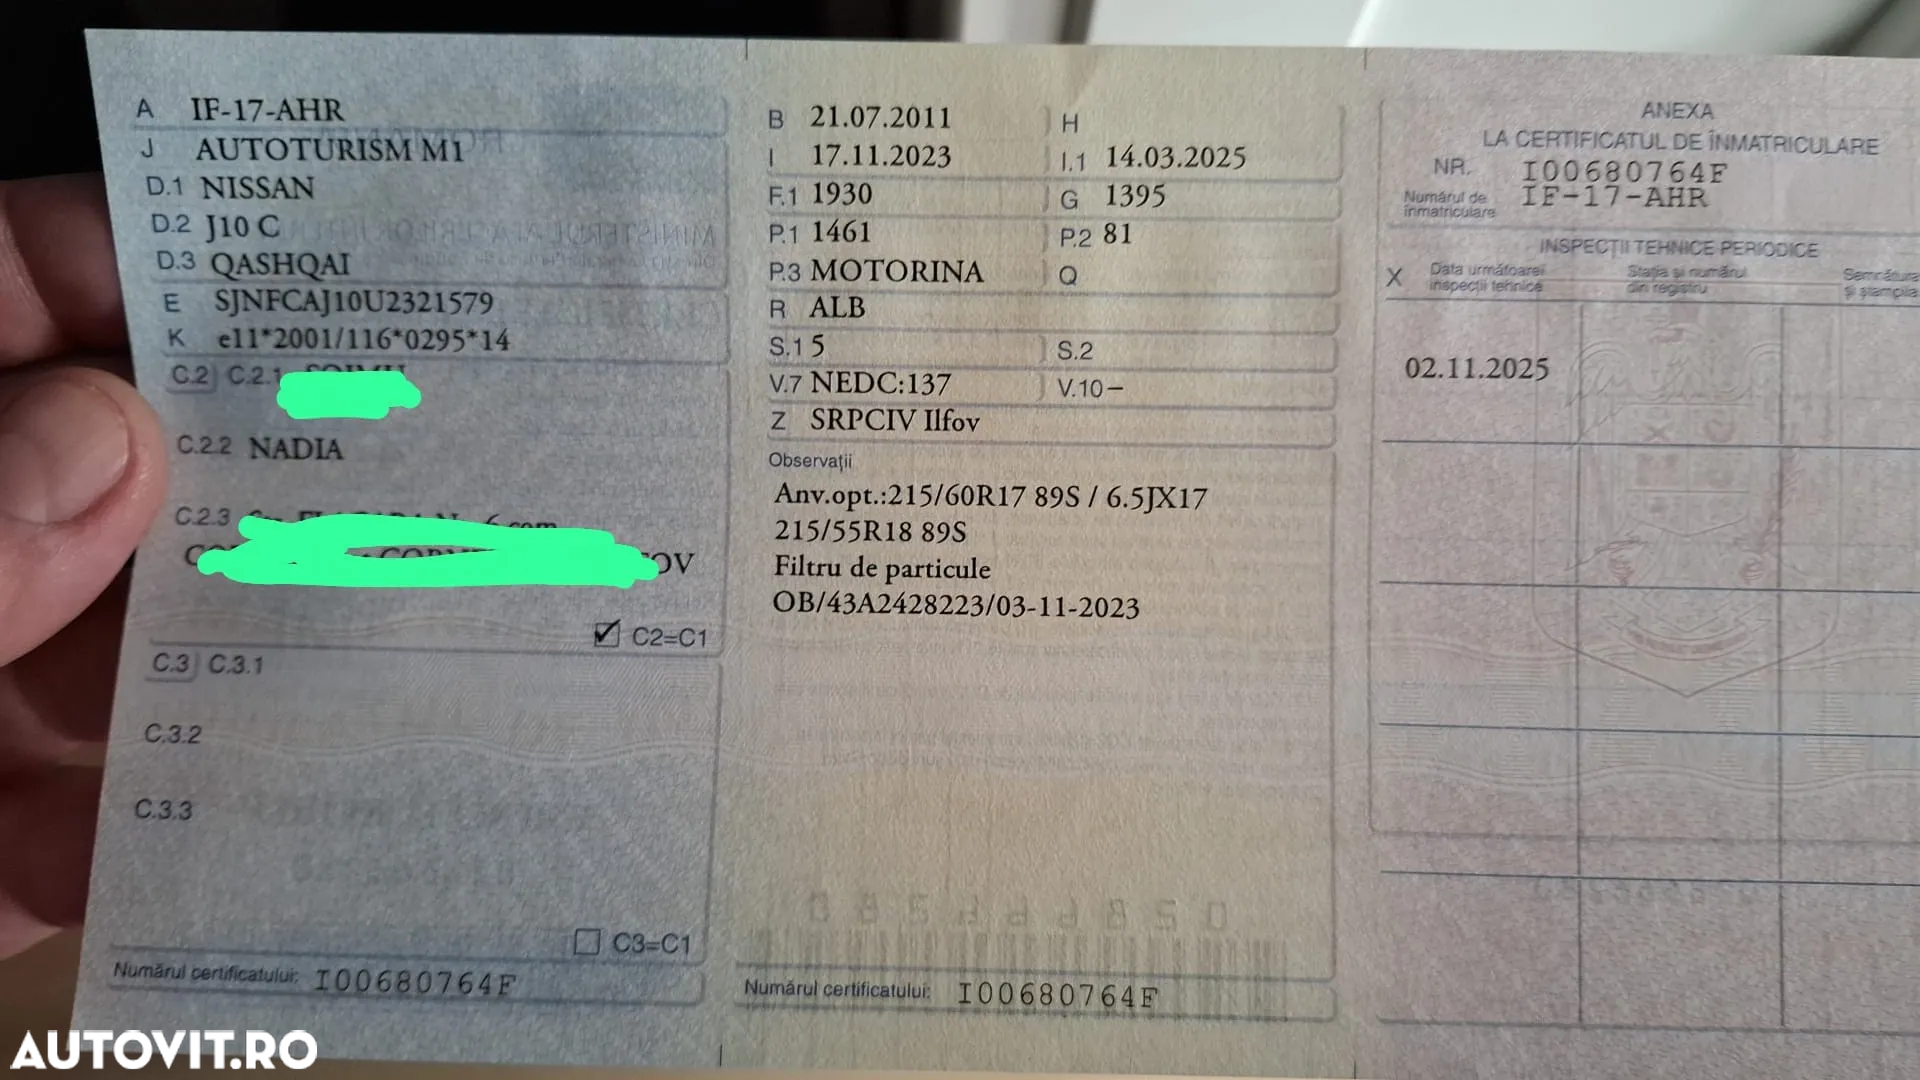 A IF-17-AHR
J AUTOTURISM M1
D.1 NISSAN
D.2 J10 C
D.3 QASHQAI
E SJNFCAJ10U2321579
K e11*2001/116*0295*14
C.2 C.2.1
C.2.2 NADIA
C.2.3
C2=C1
C.3 C.3.1
C.3.2
C.3.3
C3=C1
Numărul certificatului: I00680764F
B 21.07.2011 H
I 17.11.2023 I.1 14.03.2025
F.1 1930 G 1395
P.1 1461 P.2 81
P.3 MOTORINA Q
R ALB
S.1 5 S.2
V.7 NEDC:137 V.10 –
Z SRPCIV Ilfov
Observații
Anv.opt.:215/60R17 89S / 6.5JX17
215/55R18 89S
Filtru de particule
OB/43A2428223/03-11-2023
Numărul certificatului: I00680764F
ANEXA
LA CERTIFICATUL DE ÎNMATRICULARE
NR. I00680764F
Numărul de înmatriculare IF-17-AHR
INSPECȚII TEHNICE PERIODICE
X Data următoarei inspecții tehnice Stația și numărul din registru Semnătura și ștampila
02.11.2025
AUTOVIT.RO